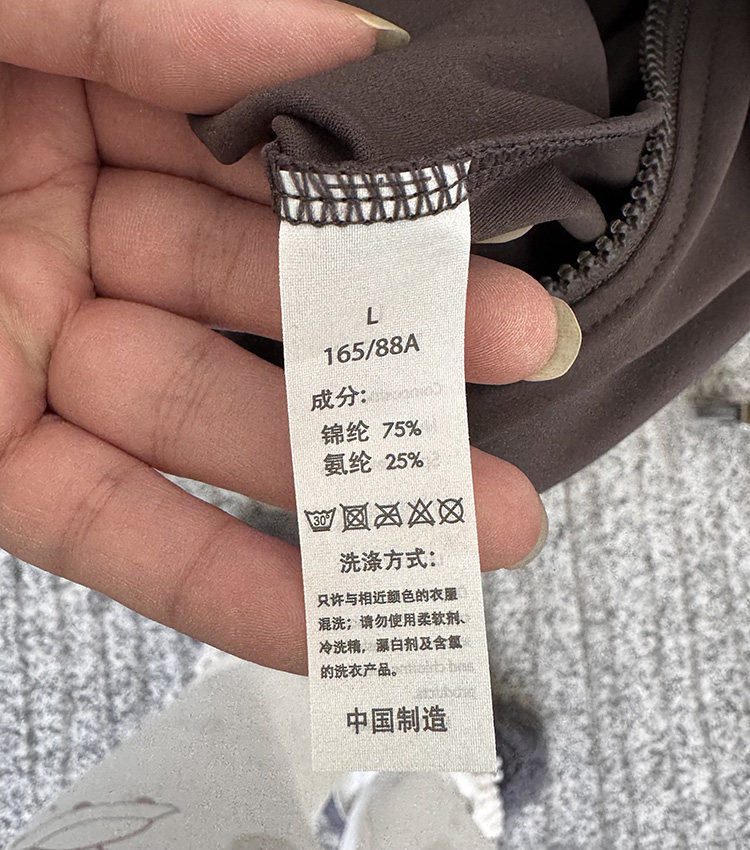 L
165/88A
成分:
锦纶 75%
氨纶 25%
30°
洗涤方式:
只许与相近颜色的衣服
混洗; 请勿使用柔软剂、
冷洗精, 漂白剂及含氯
的洗衣产品。
中国制造